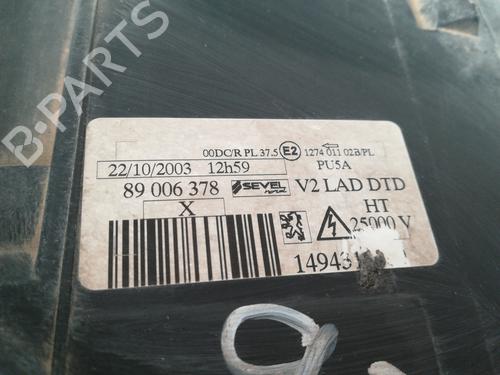 B-PARTS
00DC/R PL 37.5 E2 1274 011 02B/PL
22/10/2003 12h59 PU5A
89 006 378 SEVEL V2 LAD DTD
X HT
25000 V